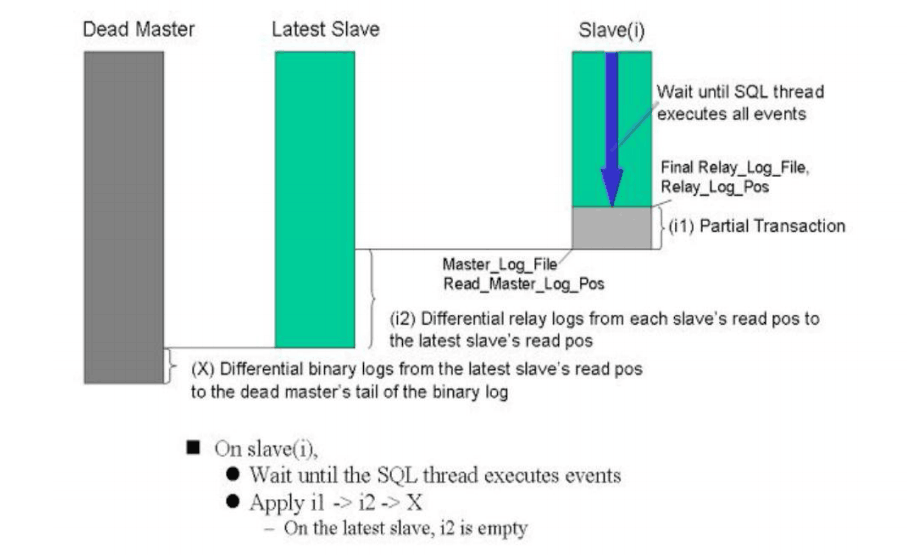 Dead Master
Latest Slave
Slave(i)
Wait until SQL thread
executes all events
Final Relay_Log_File,
Relay_Log_Pos
(i1) Partial Transaction
Master_Log_File
Read_Master_Log_Pos
(i2) Differential relay logs from each slave's read pos to
the latest slave's read pos
(X) Differential binary logs from the latest slave's read pos
to the dead master's tail of the binary log
■ On slave(i),
● Wait until the SQL thread executes events
● Apply i1 -> i2 -> X
– On the latest slave, i2 is empty